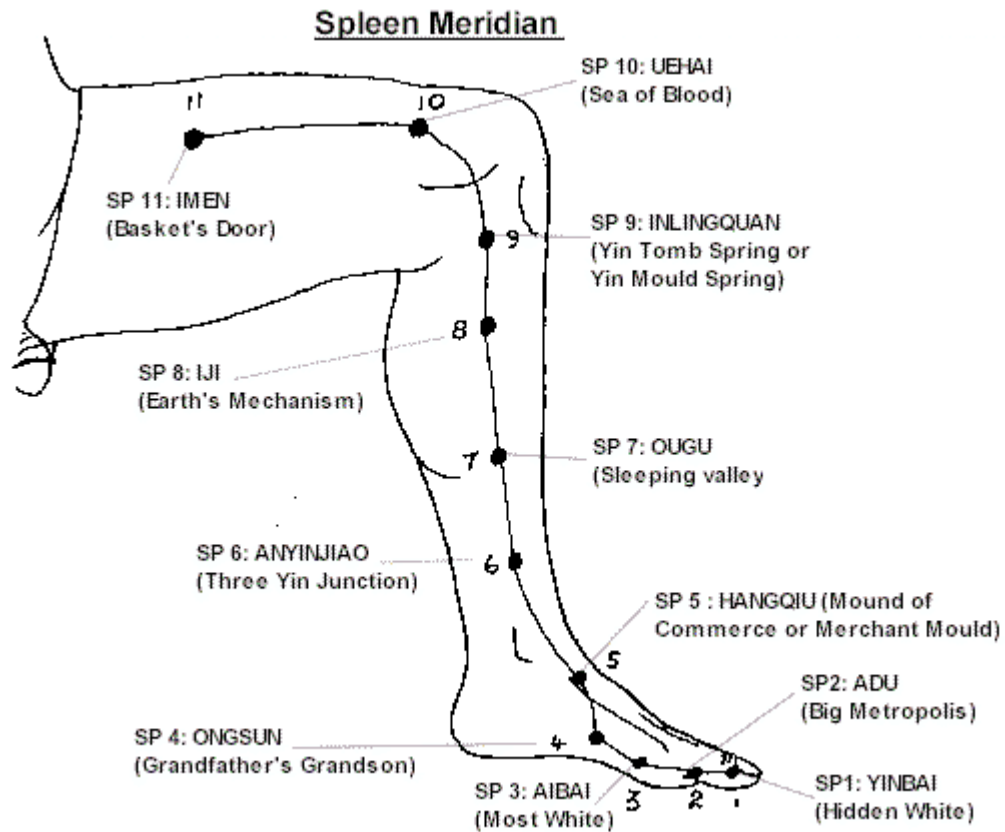 Spleen Meridian
SP 10: UEHAI
(Sea of Blood)
11
10
SP 11: IMEN
(Basket's Door)
SP 9: INLINGQUAN
(Yin Tomb Spring or
Yin Mould Spring)
9
8
SP 8: IJI
(Earth's Mechanism)
SP 7: OUGU
(Sleeping valley
7
SP 6: ANYINJIAO
(Three Yin Junction)
6
SP 5 : HANGQIU (Mound of
Commerce or Merchant Mould)
5
SP2: ADU
(Big Metropolis)
SP 4: ONGSUN
(Grandfather's Grandson)
4
SP 3: AIBAI
(Most White)
3
2
1
SP1: YINBAI
(Hidden White)